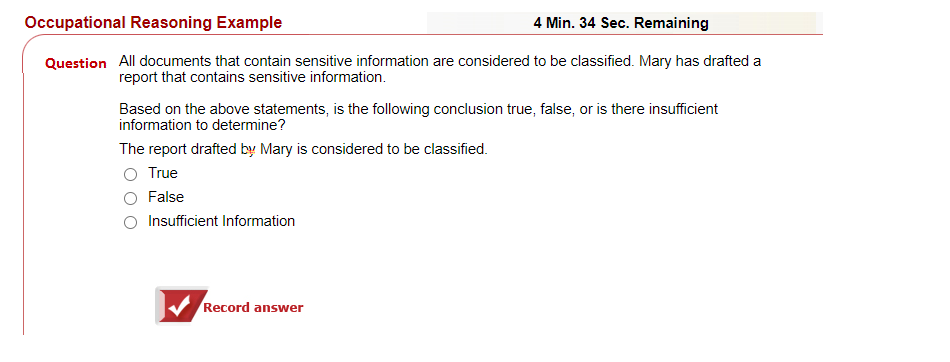 Occupational Reasoning Example
4 Min. 34 Sec. Remaining
Question
All documents that contain sensitive information are considered to be classified. Mary has drafted a
report that contains sensitive information.
Based on the above statements, is the following conclusion true, false, or is there insufficient
information to determine?
The report drafted by Mary is considered to be classified.
True
False
Insufficient Information
Record answer